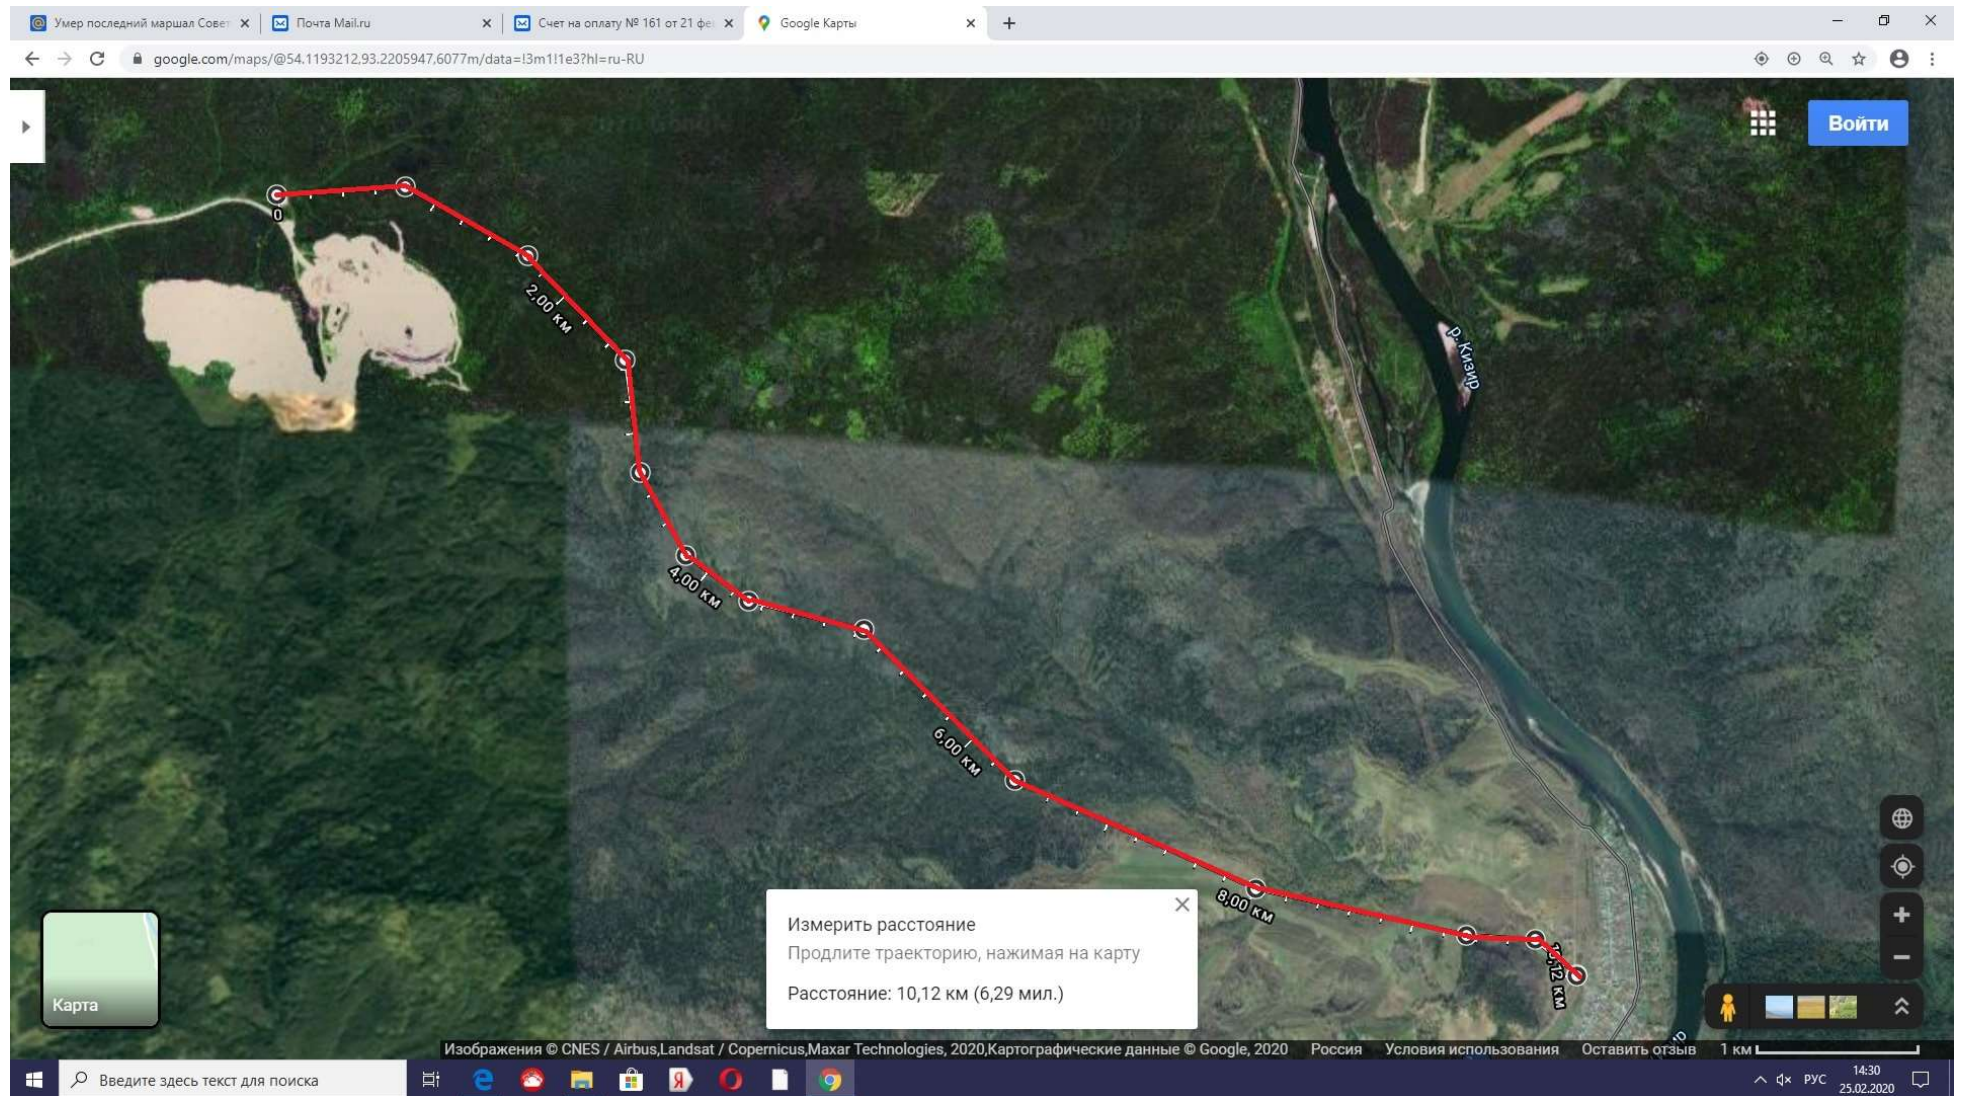 Умер последний маршал Совет
Почта Mail.ru
Счет на оплату № 161 от 21 фе
Google Карты
google.com/maps/@54.1193212,93.2205947,6077m/data=!3m1!1e3?hl=ru-RU
Войти
0
2,00 км
р. Кизир
4,00 км
6,00 км
8,00 км
Измерить расстояние
Продлите траекторию, нажимая на карту
Расстояние: 10,12 км (6,29 мил.)
10,12 км
Карта
Изображения © CNES / Airbus,Landsat / Copernicus,Maxar Technologies, 2020,Картографические данные © Google, 2020 Россия Условия использования Оставить отзыв 1 км
Введите здесь текст для поиска
Я
РУС
14:30
25.02.2020